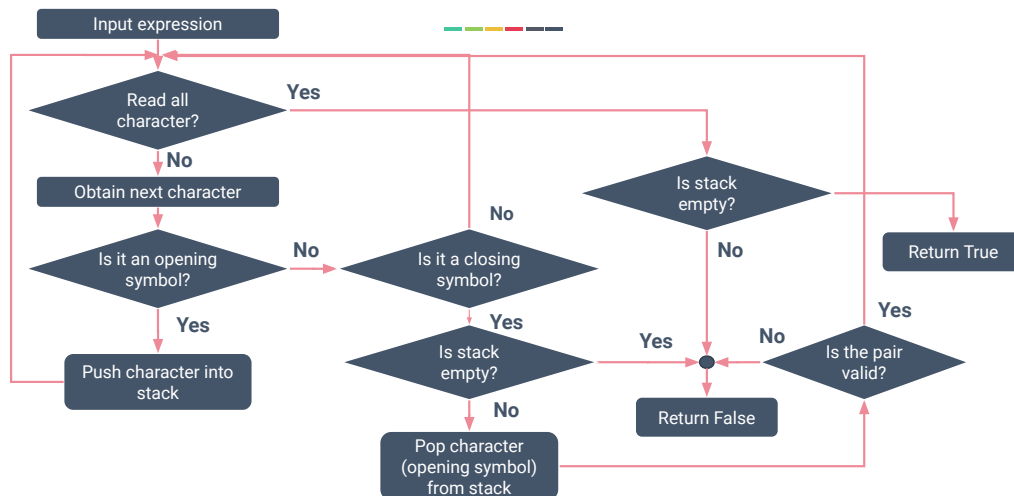 Input expression
Read all
character?
Yes
No
Obtain next character
Is it an opening
symbol?
No
Yes
Push character into
stack
Is it a closing
symbol?
No
Yes
Is stack
empty?
Yes
No
Pop character
(opening symbol)
from stack
Is stack
empty?
No
Return True
Is the pair
valid?
Yes
No
Return False